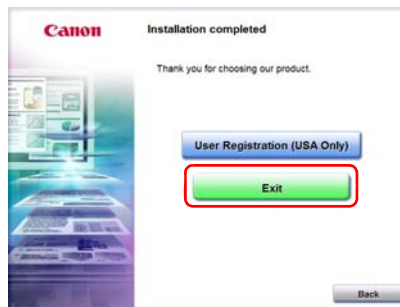 Canon
Installation completed
Thank you for choosing our product.
User Registration (USA Only)
Exit
Back